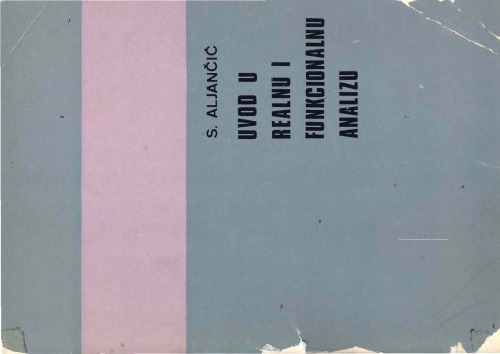 S. ALJANČIĆ
UVOD U
REALNU I
FUNKCIONALNU
ANALIZU